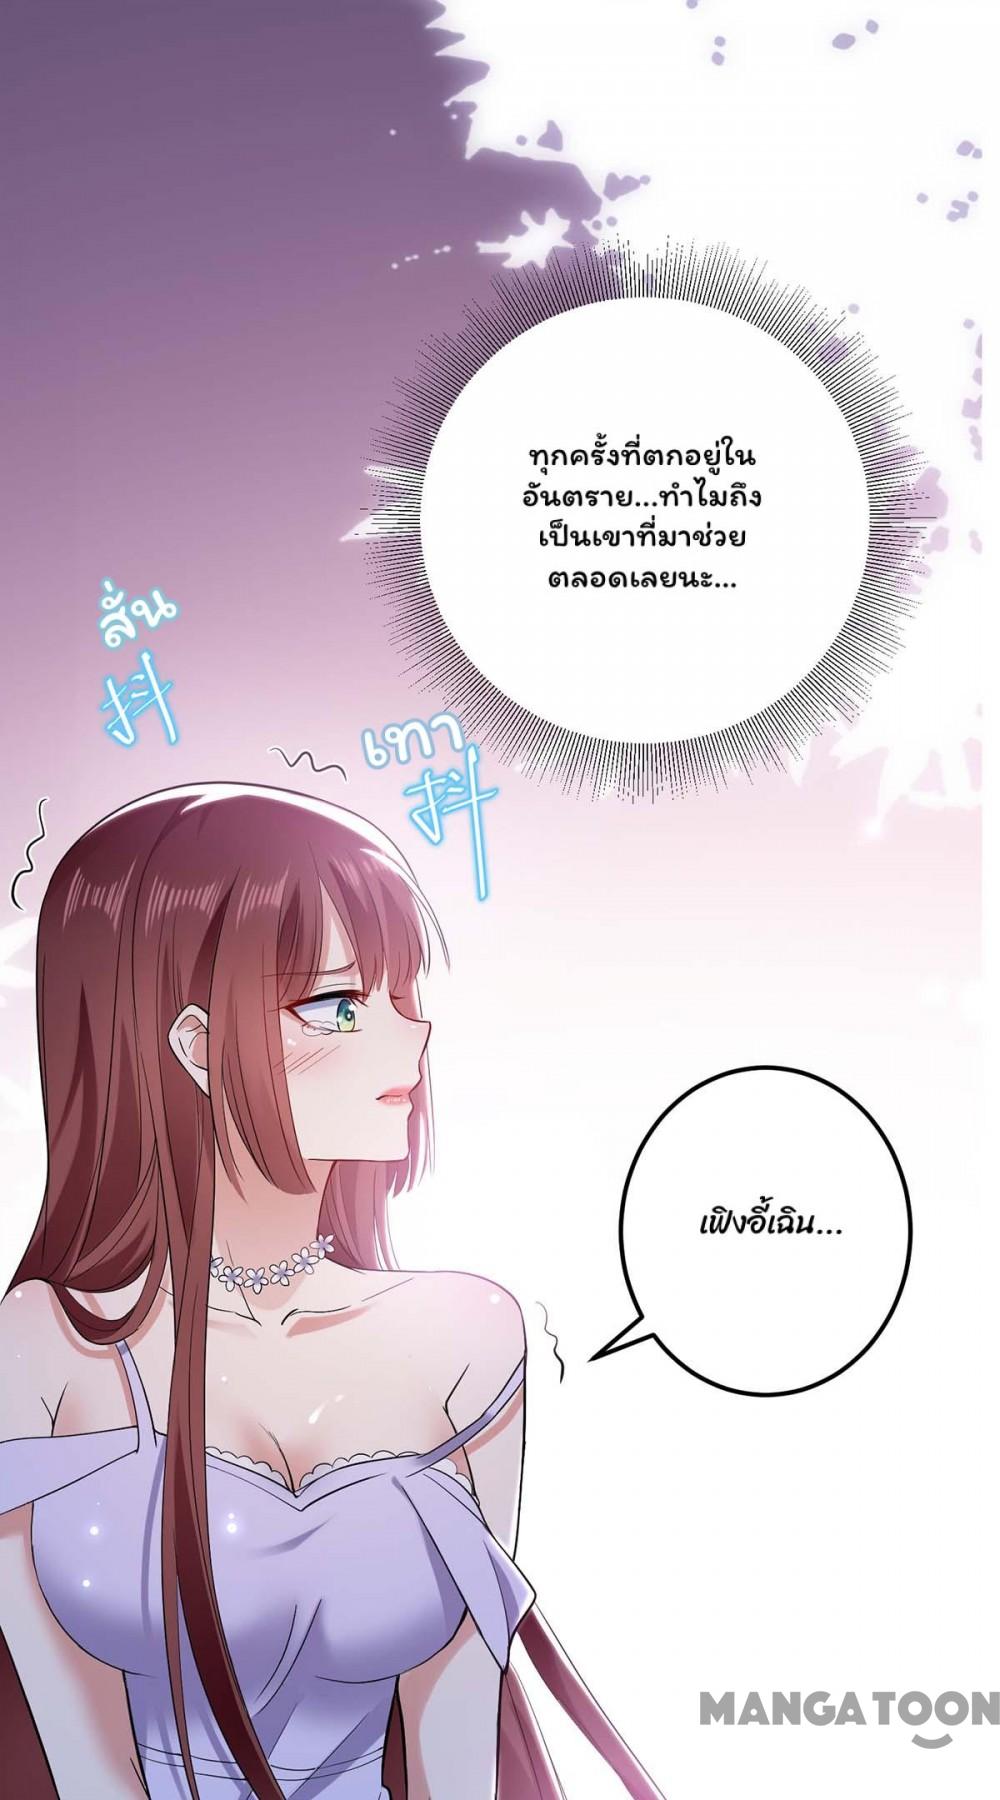 ทุกครั้งที่ตกอยู่ใน
อันตราย...ทำไมถึง
เป็นเขาที่มาช่วย
ตลอดเลยนะ...
สั่น
抖
เทา
抖
เฟิงอี้เฉิน...
MANGATOON